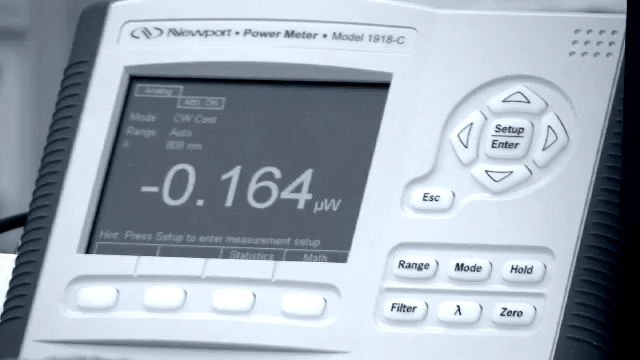 Newport • Power Meter • Model 1918-C
Analog
Attn. ON
Mode CW Cont.
Range Auto
λ 809 nm
-0.164 µW
Hint: Press Setup to enter measurement setup
Statistics Math
Setup
Enter
Esc
Range Mode Hold
Filter λ Zero